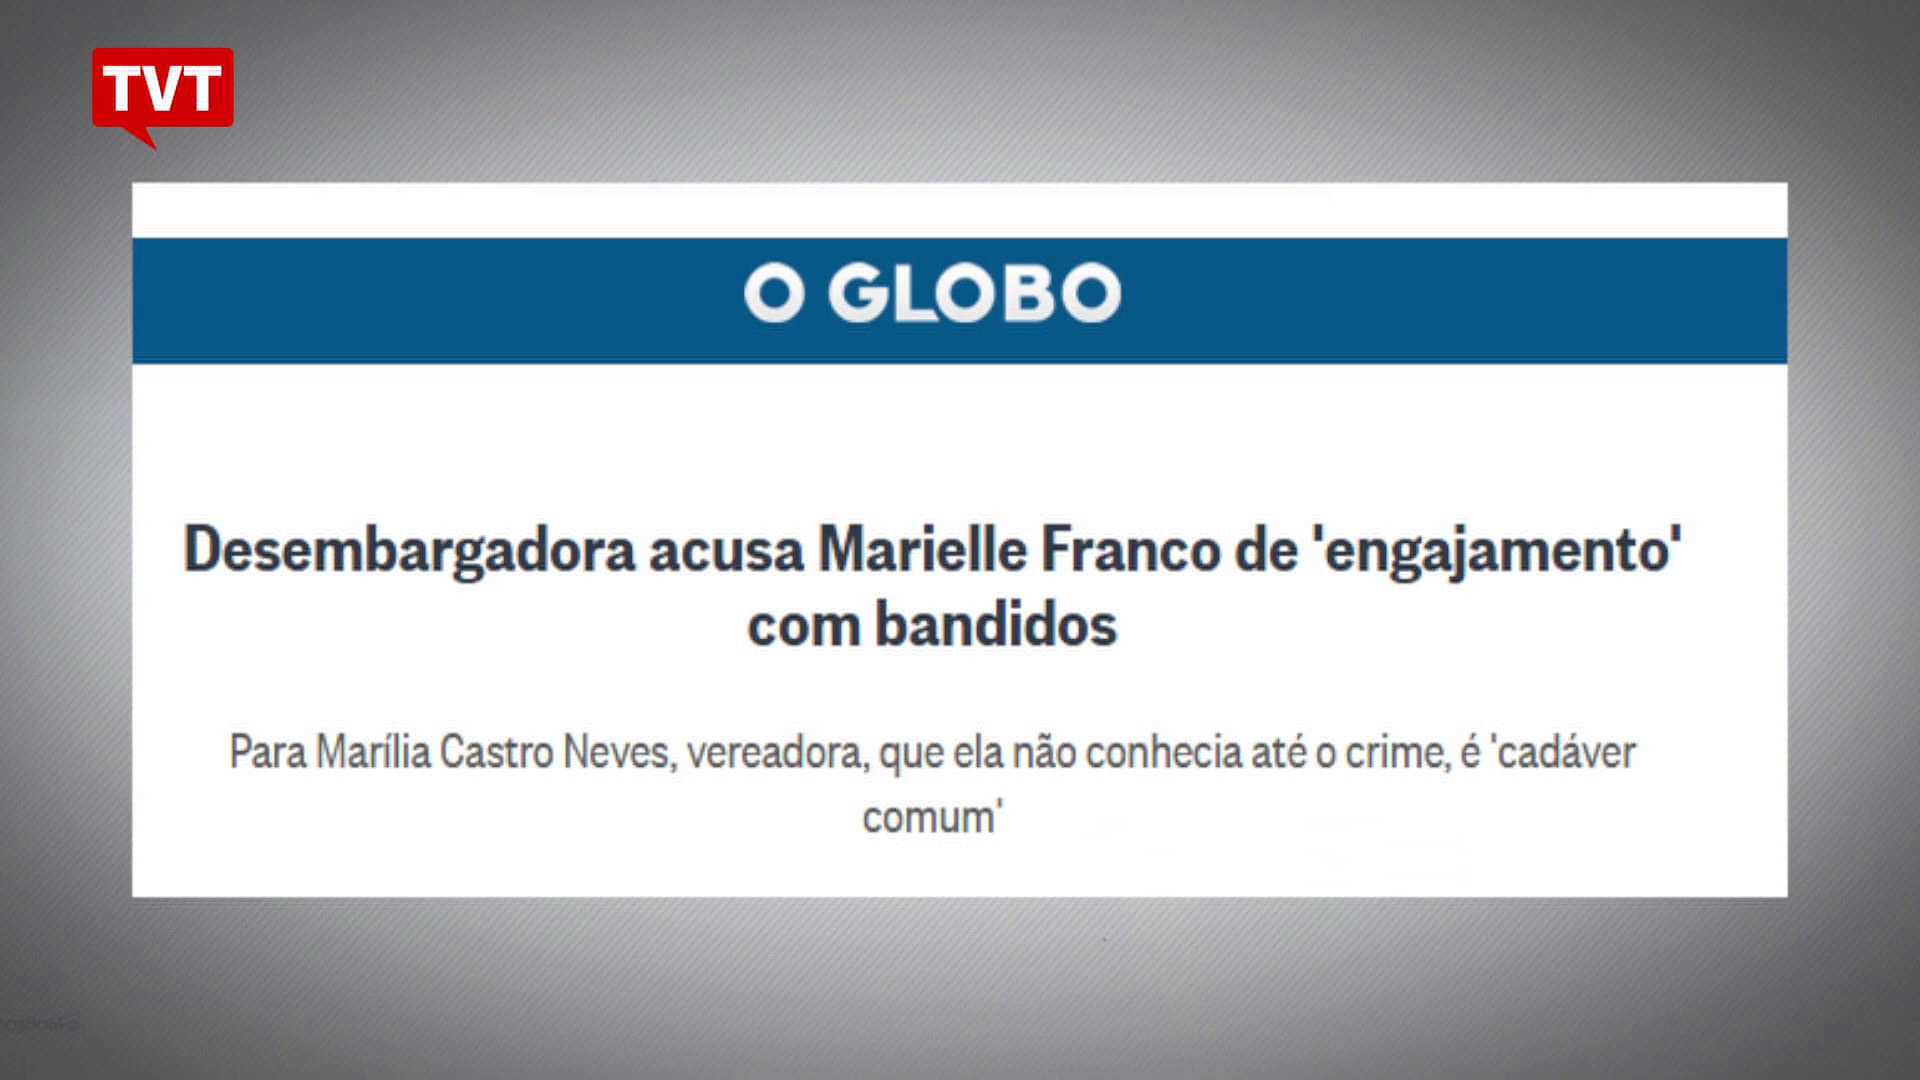 TVT
O GLOBO
Desembargadora acusa Marielle Franco de 'engajamento'
com bandidos
Para Marília Castro Neves, vereadora, que ela não conhecia até o crime, é 'cadáver
comum'